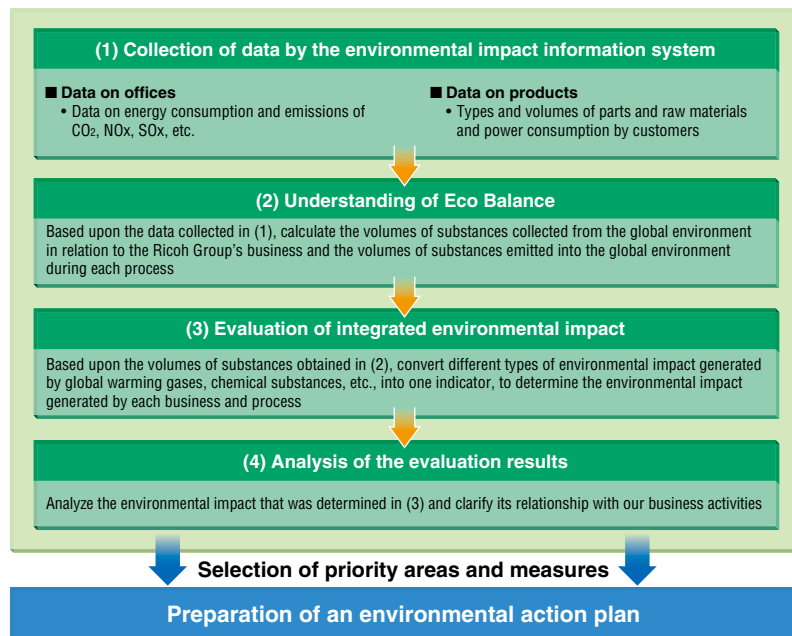 (1) Collection of data by the environmental impact information system
■ Data on offices
• Data on energy consumption and emissions of
CO2, NOx, SOx, etc.
■ Data on products
• Types and volumes of parts and raw materials
and power consumption by customers
(2) Understanding of Eco Balance
Based upon the data collected in (1), calculate the volumes of substances collected from the global environment
in relation to the Ricoh Group's business and the volumes of substances emitted into the global environment
during each process
(3) Evaluation of integrated environmental impact
Based upon the volumes of substances obtained in (2), convert different types of environmental impact generated
by global warming gases, chemical substances, etc., into one indicator, to determine the environmental impact
generated by each business and process
(4) Analysis of the evaluation results
Analyze the environmental impact that was determined in (3) and clarify its relationship with our business activities
Selection of priority areas and measures
Preparation of an environmental action plan